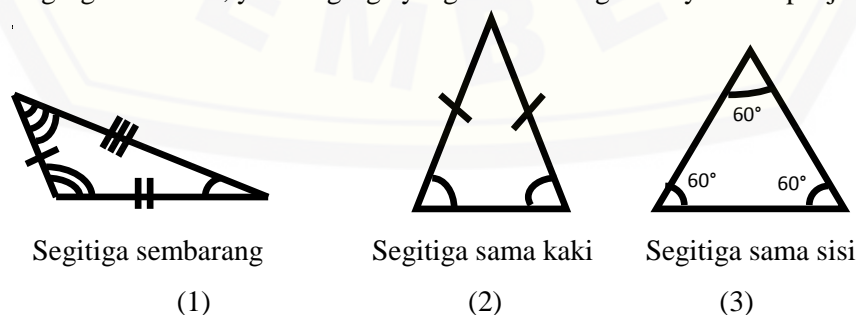 60°
60° 60°
Segitiga sembarang Segitiga sama kaki Segitiga sama sisi
(1) (2) (3)